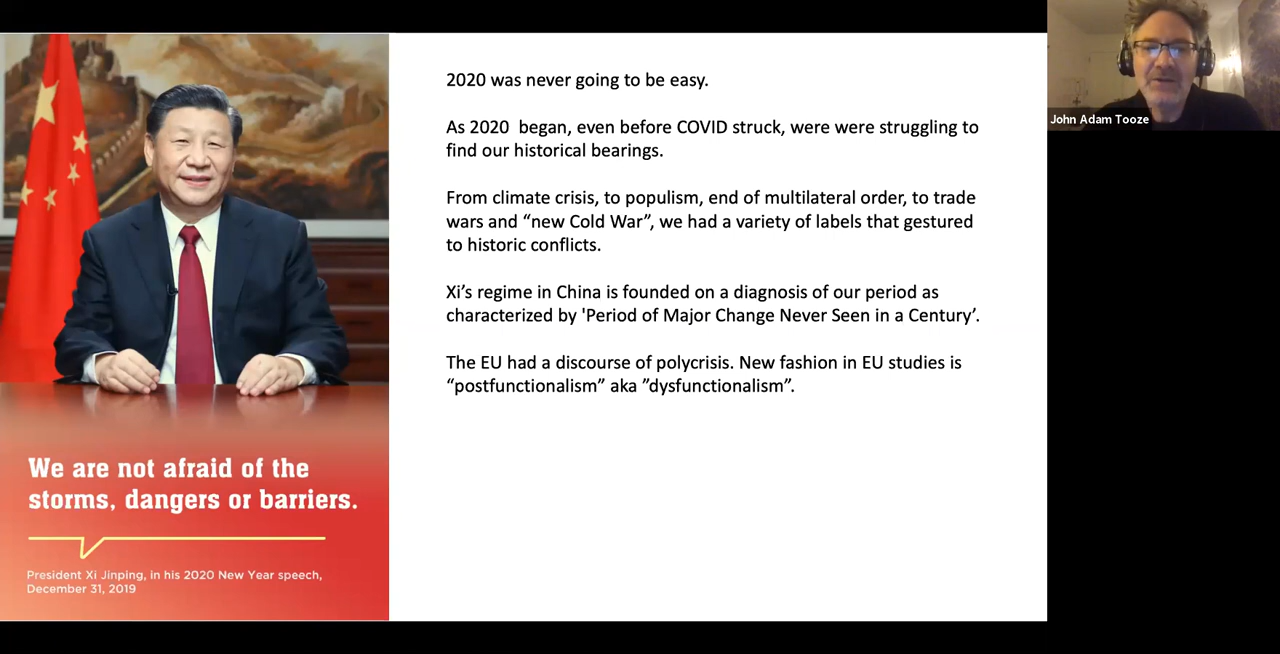 2020 was never going to be easy.
As 2020  began, even before COVID struck, were were struggling to
find our historical bearings.
From climate crisis, to populism, end of multilateral order, to trade
wars and “new Cold War”, we had a variety of labels that gestured
to historic conflicts.
Xi’s regime in China is founded on a diagnosis of our period as
characterized by 'Period of Major Change Never Seen in a Century’.
The EU had a discourse of polycrisis. New fashion in EU studies is
“postfunctionalism” aka ”dysfunctionalism”.
We are not afraid of the
storms, dangers or barriers.
President Xi Jinping, in his 2020 New Year speech,
December 31, 2019
John Adam Tooze